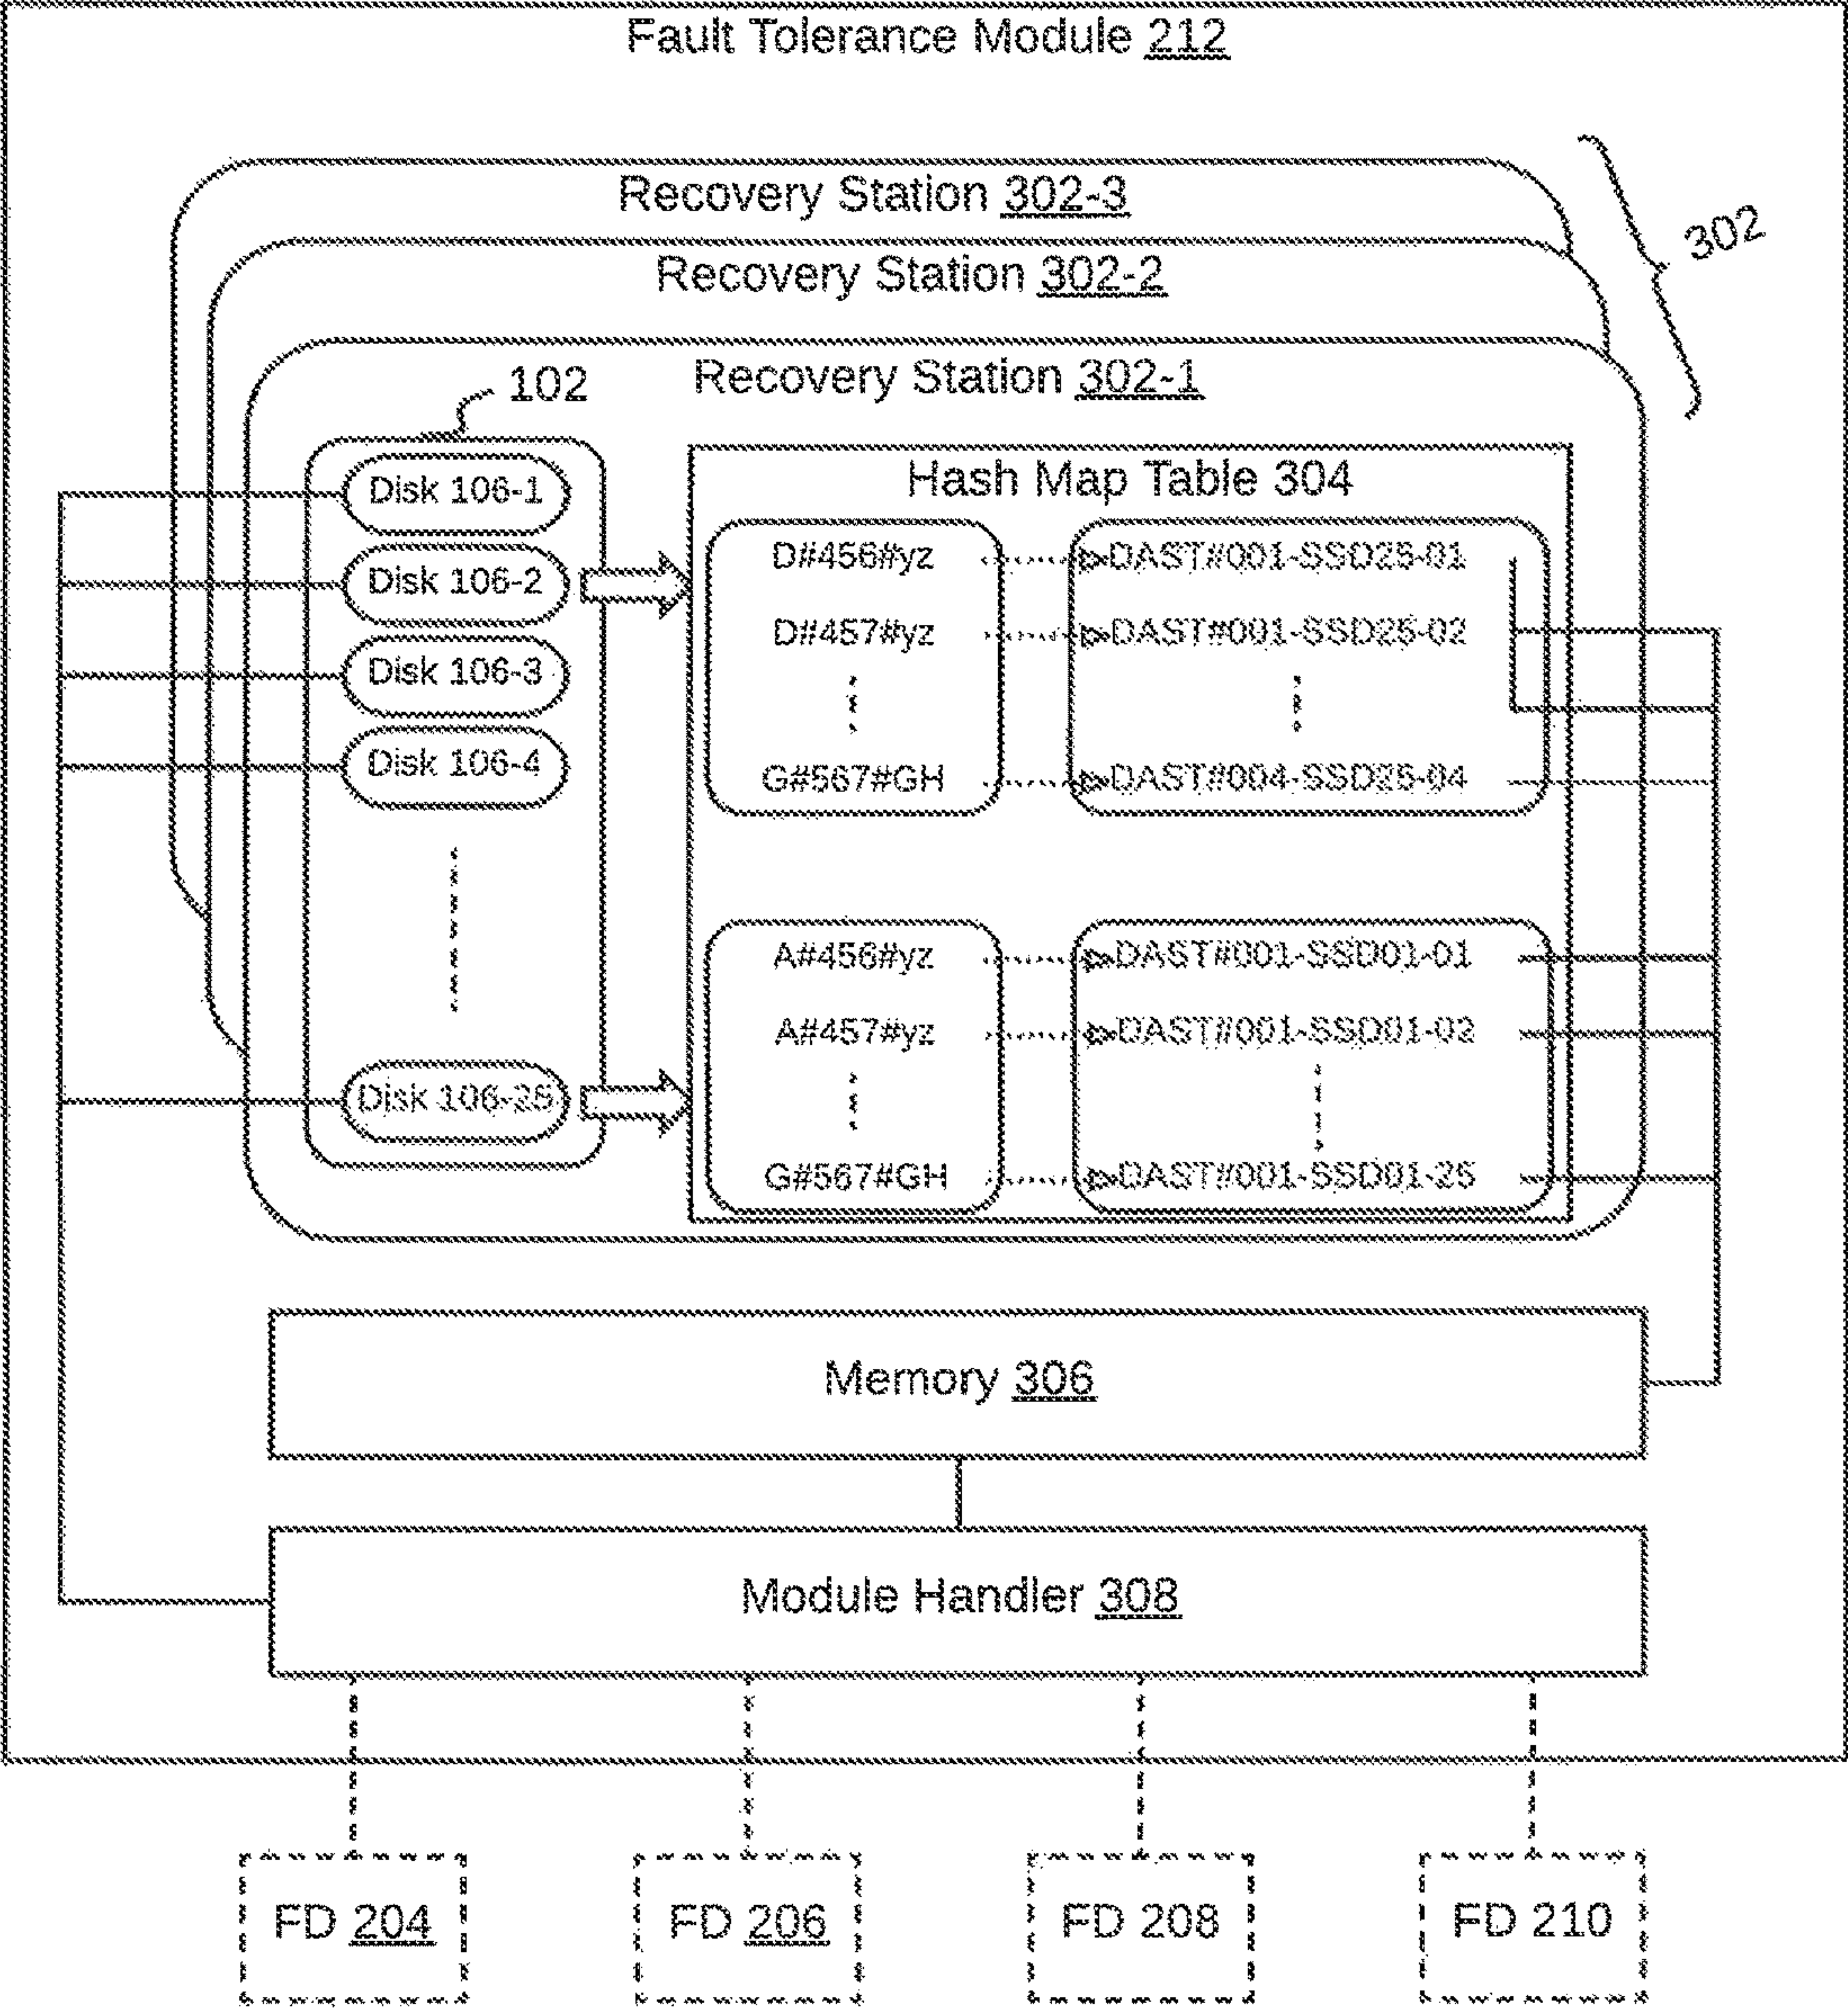 Fault Tolerance Module 212
Recovery Station 302-3
302
Recovery Station 302-2
Recovery Station 302-1
102
Disk 106-1
Disk 106-2
Disk 106-3
Disk 106-4
Disk 106-25
Hash Map Table 304
D#456#yz DAST#001-SSD25-01
D#457#yz DAST#001-SSD25-02
G#567#GH DAST#004-SSD25-04
A#456#yz DAST#001-SSD01-01
A#457#yz DAST#001-SSD01-02
G#567#GH DAST#001-SSD01-25
Memory 306
Module Handler 308
FD 204
FD 206
FD 208
FD 210